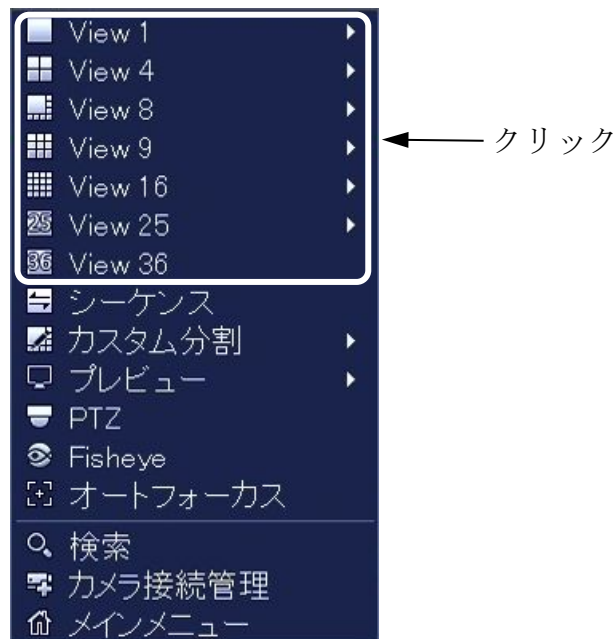 View 1
View 4
View 8
View 9
クリック
View 16
25 View 25
36 View 36
シーケンス
カスタム分割
プレビュー
PTZ
Fisheye
オートフォーカス
検索
カメラ接続管理
メインメニュー